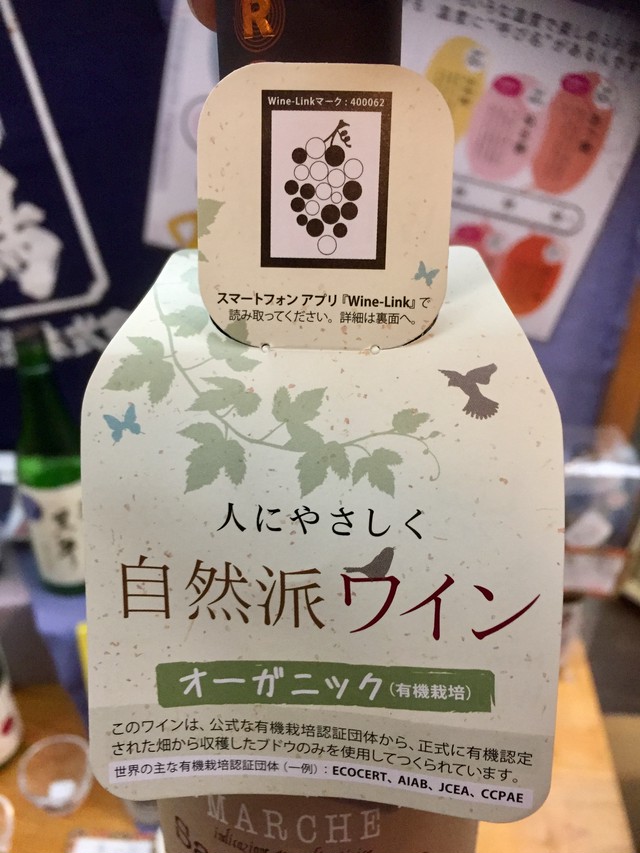 Wine-Linkマーク：400062
スマートフォン アプリ『Wine-Link』で
読み取ってください。詳細は裏面へ。
人にやさしく
自然派ワイン
オーガニック（有機栽培）
このワインは、公式な有機栽培認証団体から、正式に有機認定
された畑から収穫したブドウのみを使用してつくられています。
世界の主な有機栽培認証団体（一例）：ECOCERT、AIAB、JCEA、CCPAE
MARCHE